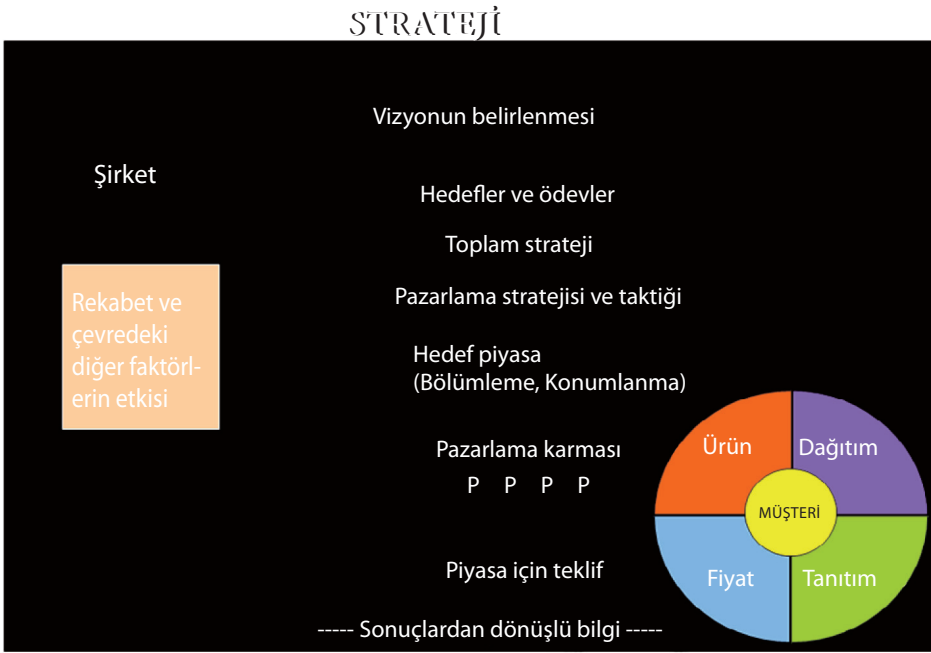 STRATEJİ
Vizyonun belirlenmesi
Şirket
Hedefler ve ödevler
Toplam strateji
Rekabet ve
çevredeki
diğer faktörl-
erin etkisi
Pazarlama stratejisi ve taktiği
Hedef piyasa
(Bölümleme, Konumlanma)
Pazarlama karması
P P P P
Ürün
Dağıtım
MÜŞTERİ
Fiyat
Tanıtım
Piyasa için teklif
----- Sonuçlardan dönüşlü bilgi -----